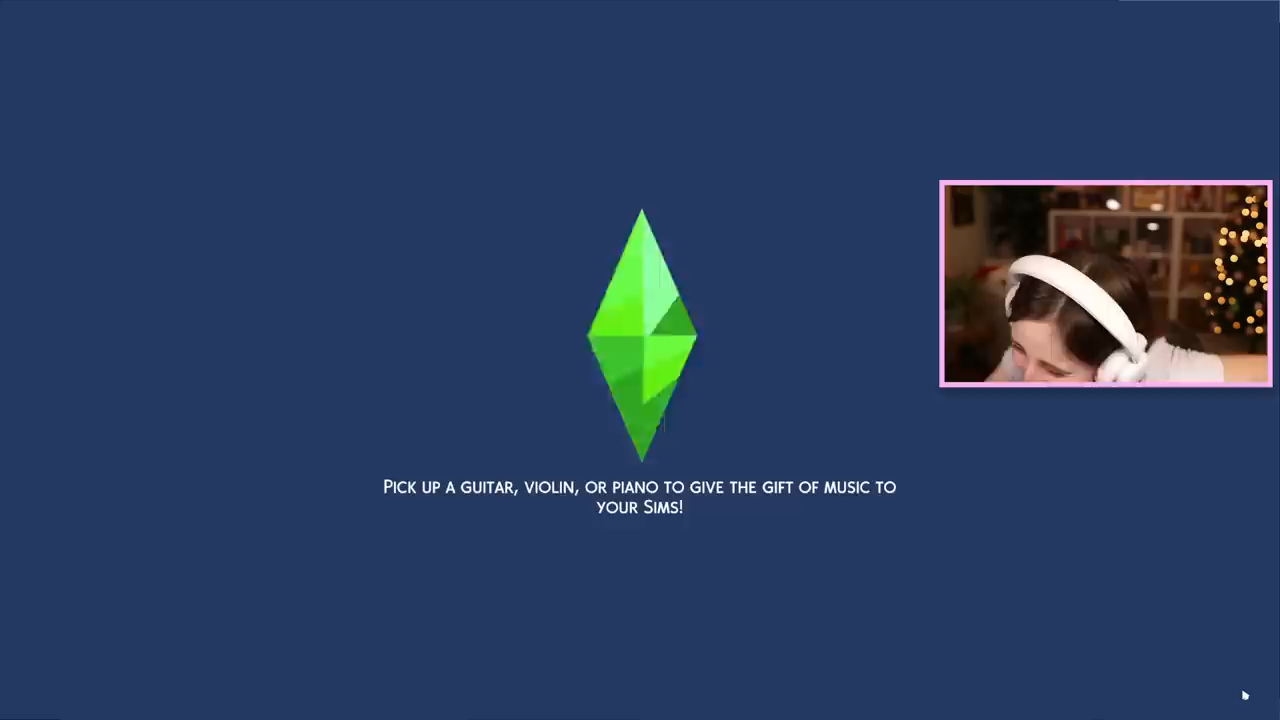 Pick up a guitar, violin, or piano to give the gift of music to
your Sims!